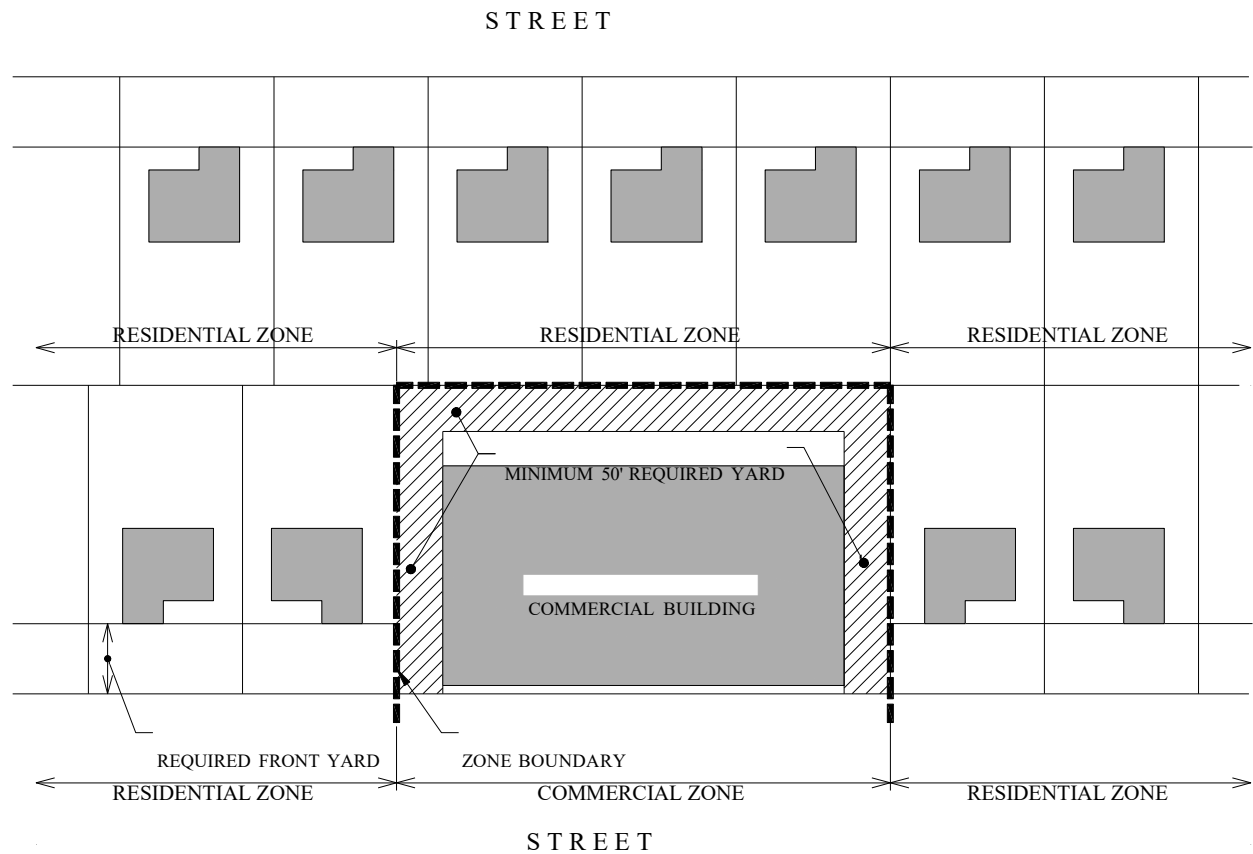 STREET
RESIDENTIAL ZONE
RESIDENTIAL ZONE
RESIDENTIAL ZONE
MINIMUM 50' REQUIRED YARD
COMMERCIAL BUILDING
REQUIRED FRONT YARD
ZONE BOUNDARY
RESIDENTIAL ZONE
COMMERCIAL ZONE
RESIDENTIAL ZONE
STREET